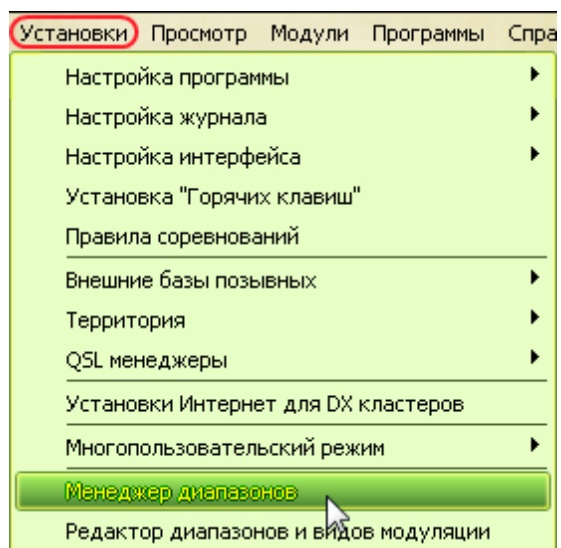 Установки Просмотр Модули Программы Спра
Настройка программы
Настройка журнала
Настройка интерфейса
Установка "Горячих клавиш"
Правила соревнований
Внешние базы позывных
Территория
QSL менеджеры
Установки Интернет для DX кластеров
Многопользовательский режим
Менеджер диапазонов
Редактор диапазонов и видов модуляции